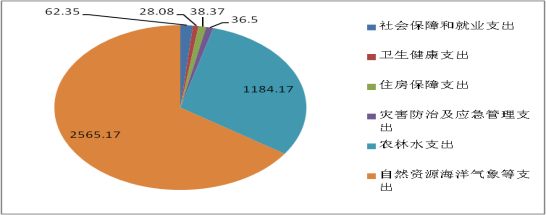 62.35
28.08
38.37
36.5
1184.17
2565.17
社会保障和就业支出
卫生健康支出
住房保障支出
灾害防治及应急管理支
出
农林水支出
自然资源海洋气象等支
出